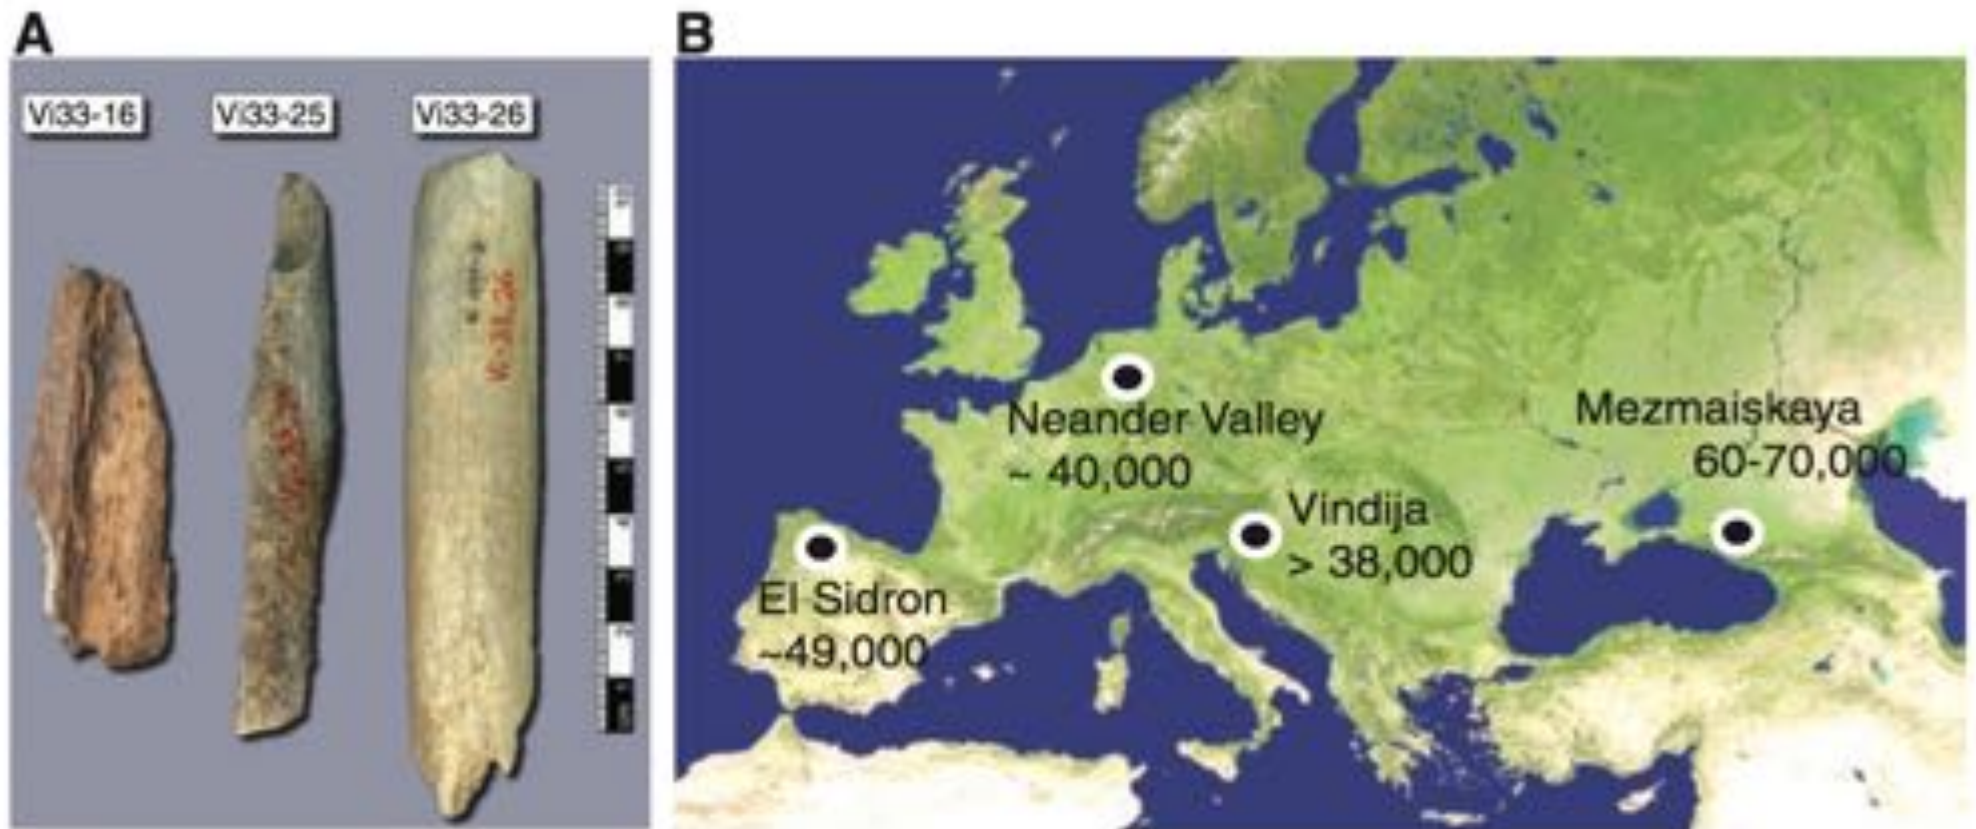 A
B
Vi33-16
Vi33-25
Vi33-26
Neander Valley
~ 40,000
Mezmaiskaya
60-70,000
Vindija
> 38,000
El Sidron
~49,000